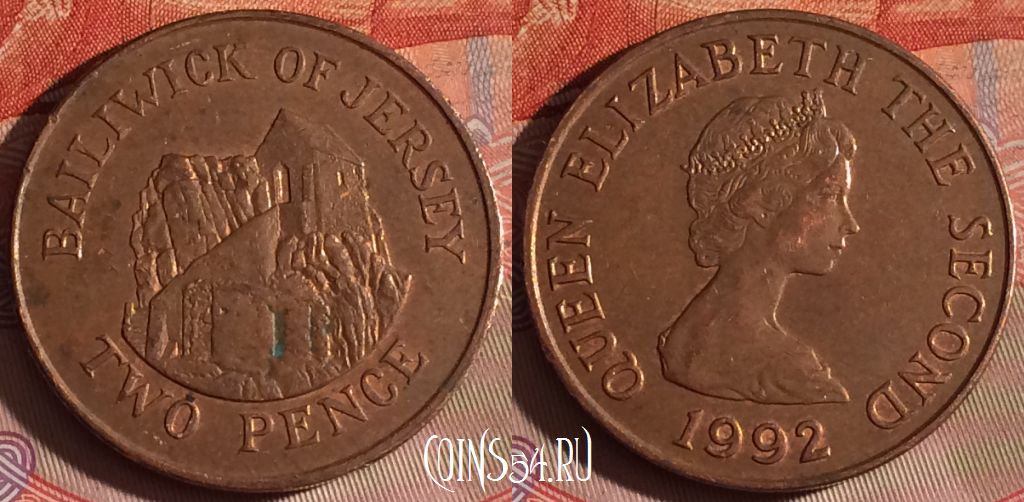 BAILIWICK OF JERSEY
TWO PENCE
QUEEN ELIZABETH THE SECOND
1992
COINS54.RU